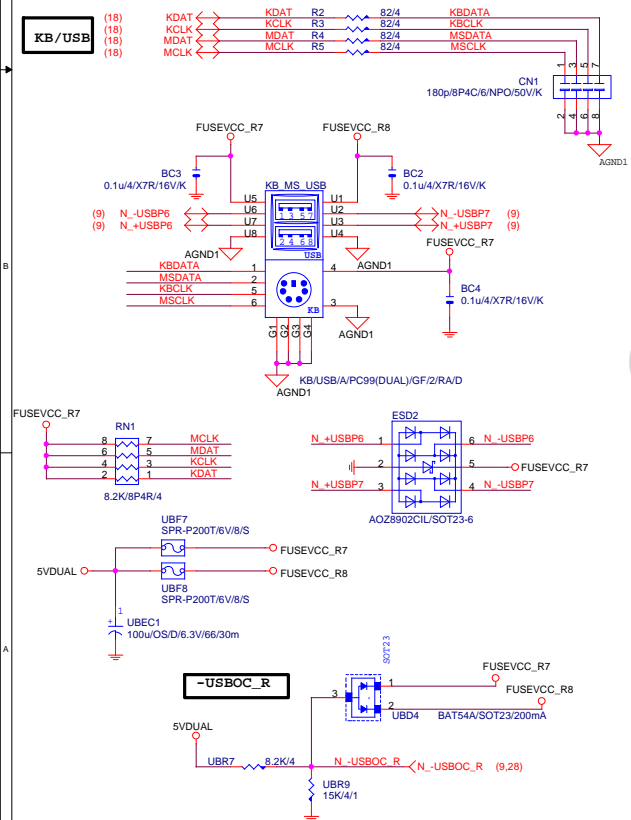 KB/USB
(18) KDAT KDAT R2 82/4 KBDATA
(18) KCLK KCLK R3 82/4 KBCLK
(18) MDAT MDAT R4 82/4 MSDATA
(18) MCLK MCLK R5 82/4 MSCLK
1 3 5 7
CN1
180p/8P4C/6/NPO/50V/K
2 4 6 8
AGND1
FUSEVCC_R7 FUSEVCC_R8
BC3
0.1u/4/X7R/16V/K
BC2
0.1u/4/X7R/16V/K
KB_MS_USB
U5 U1
(9) N_-USBP6 U6 U2 N_-USBP7 (9)
(9) N_+USBP6 U7 U3 N_+USBP7 (9)
U8 U4
1 3 5 7
2 4 6 8
USB
AGND1 AGND1
FUSEVCC_R7
KBDATA 1 4
MSDATA 2
KBCLK 5
MSCLK 6 3
KB
BC4
0.1u/4/X7R/16V/K
AGND1
G1 G2 G3 G4
AGND1
KB/USB/A/PC99(DUAL)/GF/2/RA/D
B
FUSEVCC_R7
RN1
8 7 MCLK
6 5 MDAT
4 3 KCLK
2 1 KDAT
8.2K/8P4R/4
ESD2
N_+USBP6 1 6 N_-USBP6
2 5 FUSEVCC_R7
N_+USBP7 3 4 N_-USBP7
AOZ8902CIL/SOT23-6
UBF7
SPR-P200T/6V/8/S
FUSEVCC_R7
5VDUAL
FUSEVCC_R8
UBF8
SPR-P200T/6V/8/S
1
+
UBEC1
100u/OS/D/6.3V/66/30m
A
-USBOC_R
SOT23
FUSEVCC_R7
1
FUSEVCC_R8
3
2
UBD4 BAT54A/SOT23/200mA
5VDUAL
UBR7 8.2K/4 N_-USBOC_R N_-USBOC_R (9,28)
UBR9
15K/4/1